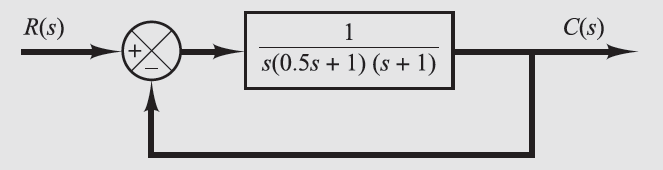 R(s)
C(s)
+
−
1
s(0.5s + 1) (s + 1)